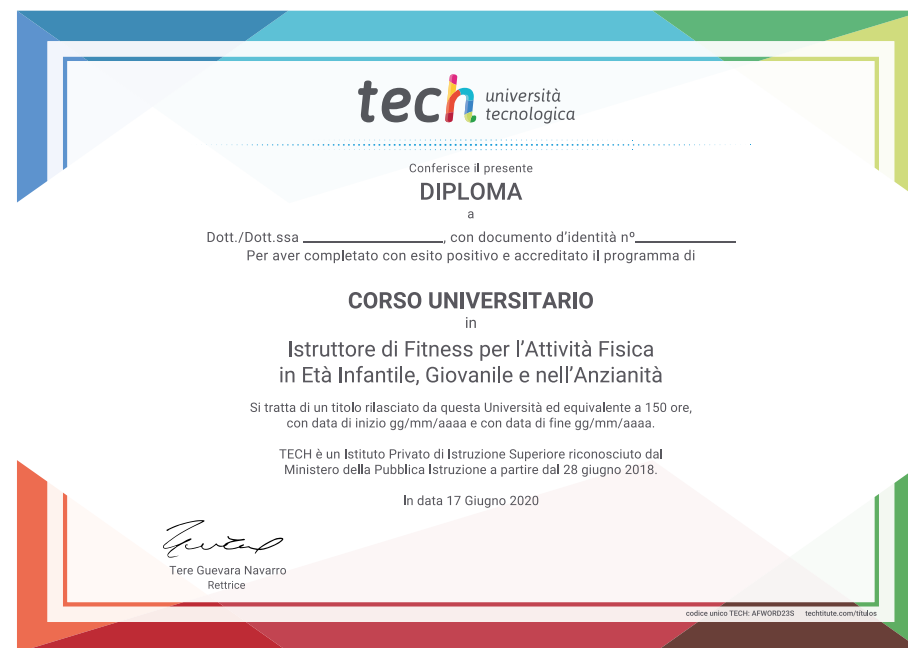 tech università
tecnologica
Conferisce il presente
DIPLOMA
a
Dott./Dott.ssa ____________________, con documento d'identità nº______________
Per aver completato con esito positivo e accreditato il programma di
CORSO UNIVERSITARIO
in
Istruttore di Fitness per l'Attività Fisica
in Età Infantile, Giovanile e nell'Anzianità
Si tratta di un titolo rilasciato da questa Università ed equivalente a 150 ore,
con data di inizio gg/mm/aaaa e con data di fine gg/mm/aaaa.
TECH è un Istituto Privato di Istruzione Superiore riconosciuto dal
Ministero della Pubblica Istruzione a partire dal 28 giugno 2018.
In data 17 Giugno 2020
Tere Guevara Navarro
Rettrice
codice unico TECH: AFWORD23S techtitute.com/titulos